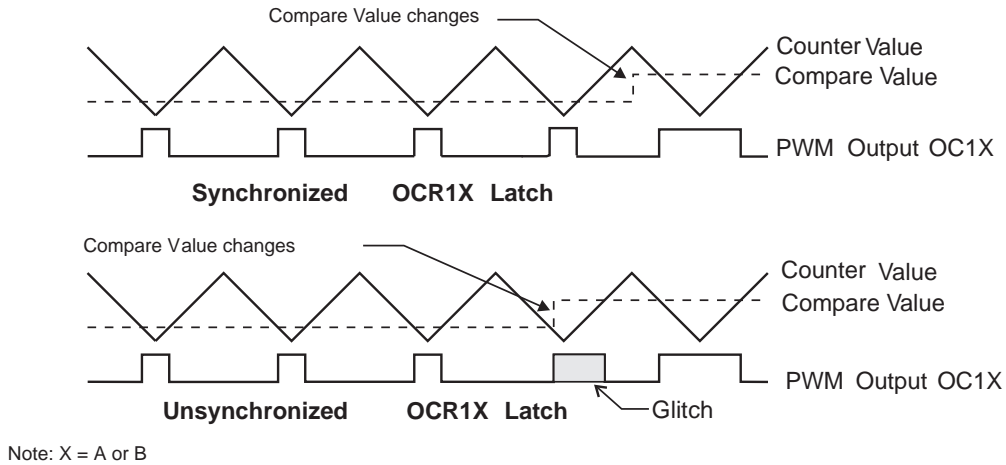 Compare Value changes
Counter Value
Compare Value
PWM Output OC1X
Synchronized OCR1X Latch
Compare Value changes
Counter Value
Compare Value
PWM Output OC1X
Unsynchronized OCR1X Latch
Glitch
Note: X = A or B